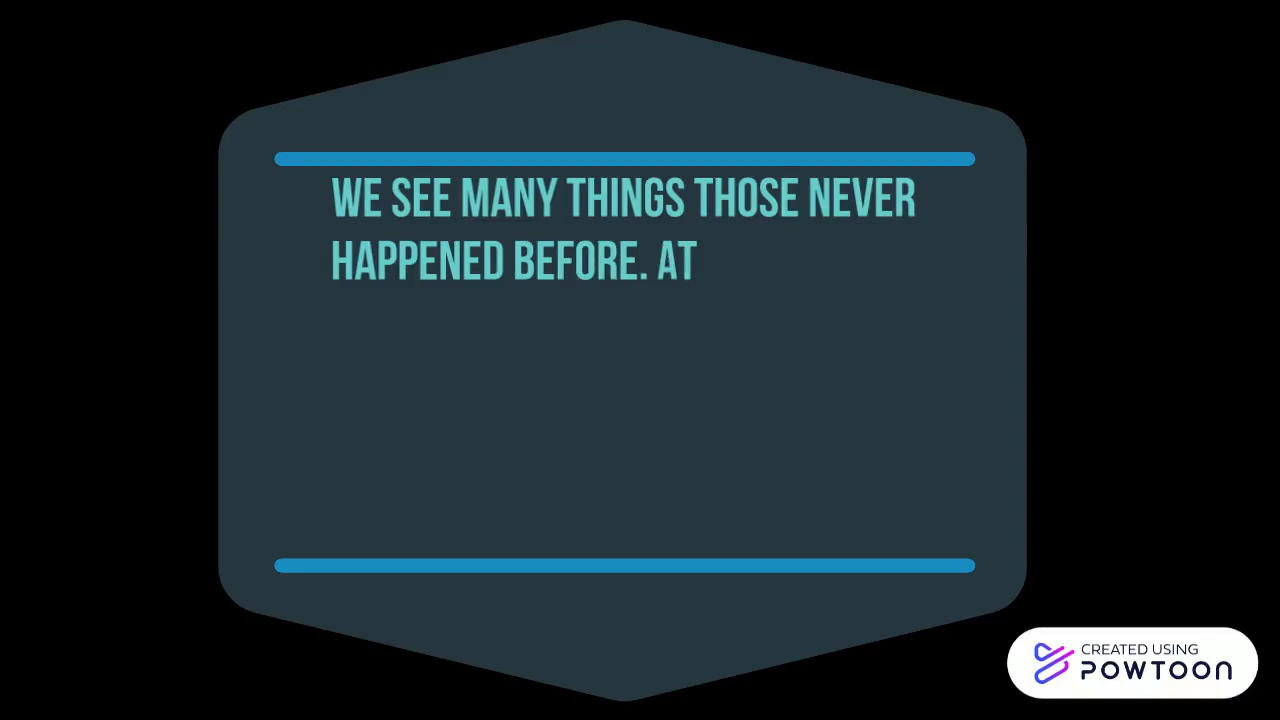 WE SEE MANY THINGS THOSE NEVER
HAPPENED BEFORE. AT
CREATED USING
POWTOON